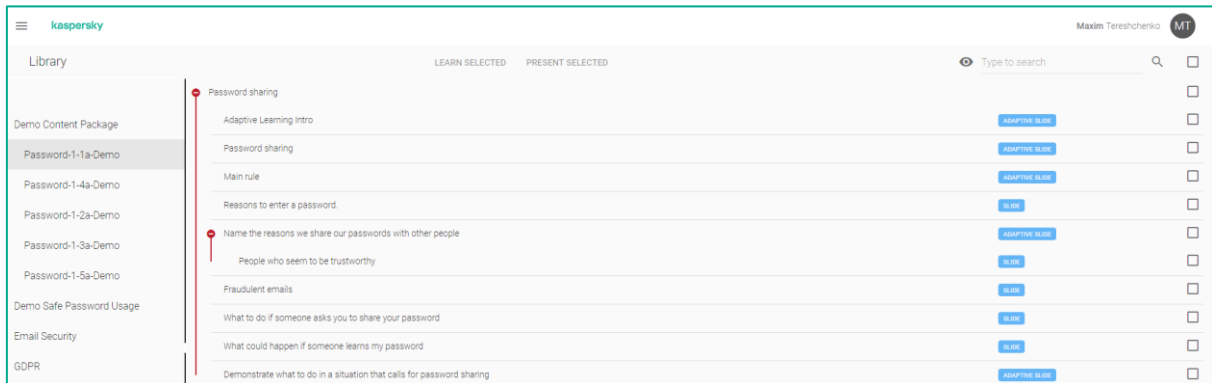 kaspersky
Maxim Tereshchenko MT
Library
LEARN SELECTED PRESENT SELECTED
Type to search
Demo Content Package
Password-1-1a-Demo
Password-1-4a-Demo
Password-1-2a-Demo
Password-1-3a-Demo
Password-1-5a-Demo
Demo Safe Password Usage
Email Security
GDPR
Password sharing
Adaptive Learning Intro ADAPTIVE SLIDE
Password sharing ADAPTIVE SLIDE
Main rule ADAPTIVE SLIDE
Reasons to enter a password. SLIDE
Name the reasons we share our passwords with other people ADAPTIVE SLIDE
People who seem to be trustworthy SLIDE
Fraudulent emails SLIDE
What to do if someone asks you to share your password SLIDE
What could happen if someone learns my password SLIDE
Demonstrate what to do in a situation that calls for password sharing ADAPTIVE SLIDE